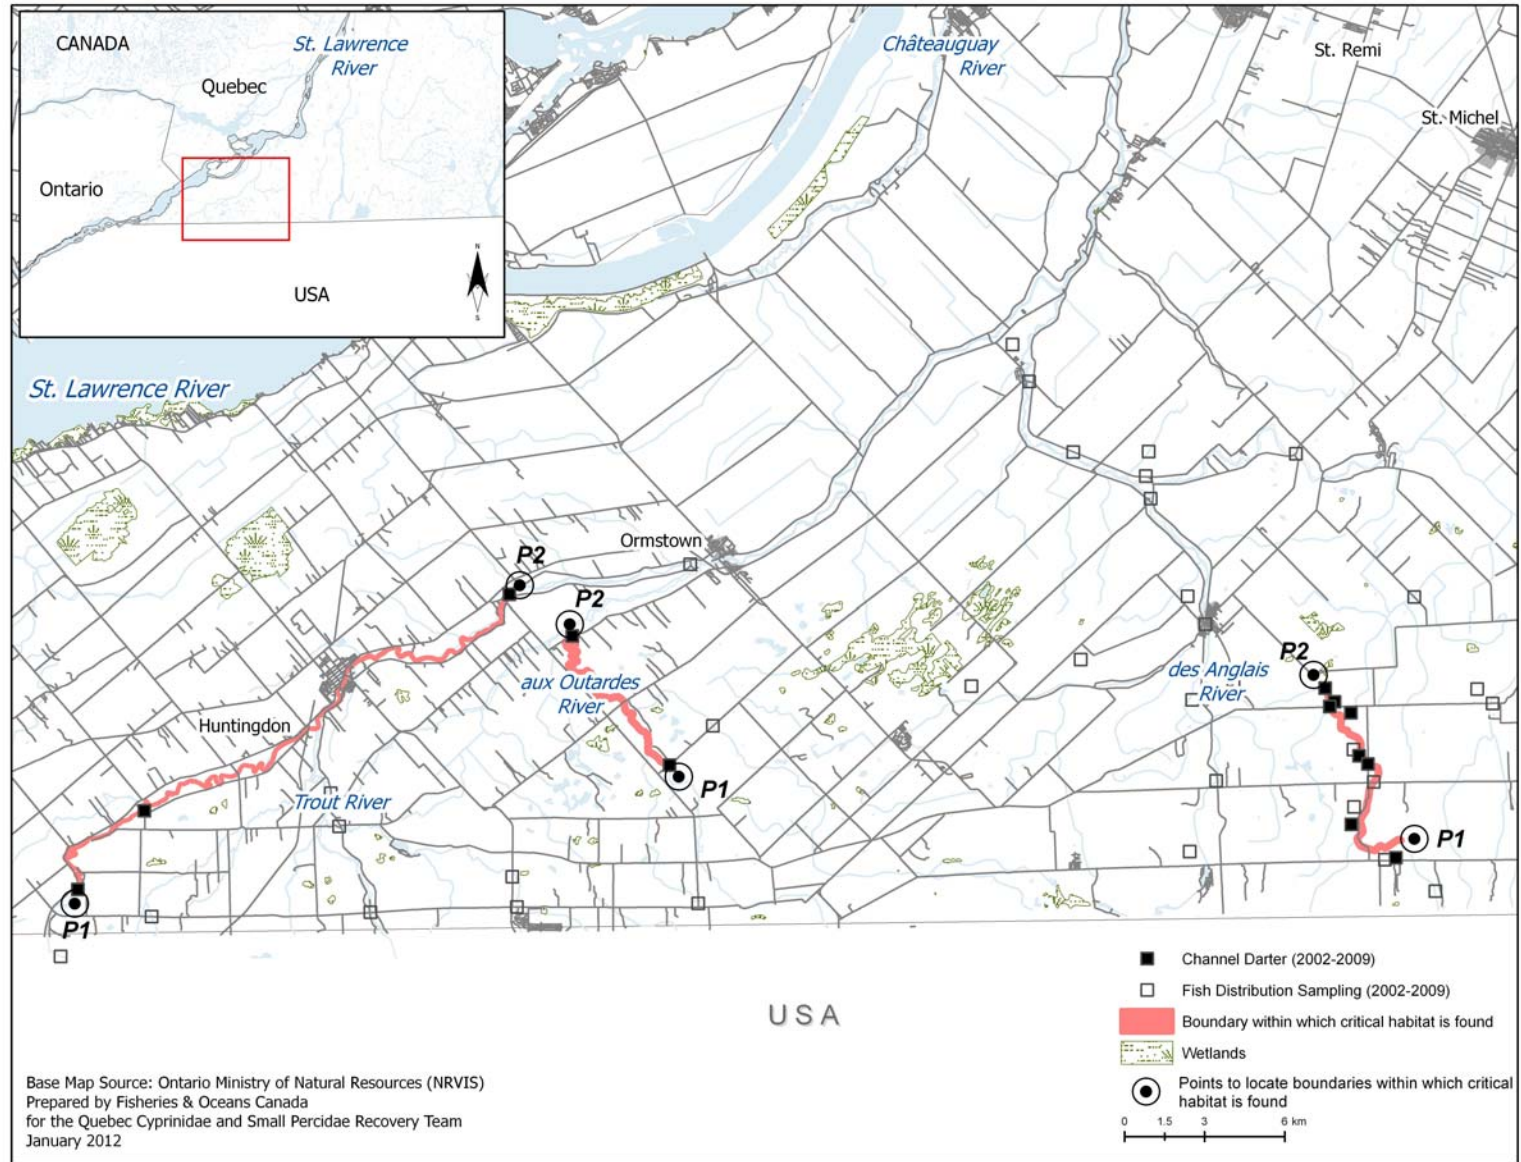 CANADA
St. Lawrence
River
Quebec
Ontario
USA
N
S
Châteauguay
River
St. Remi
St. Michel
St. Lawrence River
Ormstown
P2
P2
aux Outardes
River
des Anglais
River
P2
Huntingdon
Trout River
P1
P1
P1
USA
Channel Darter (2002-2009)
Fish Distribution Sampling (2002-2009)
Boundary within which critical habitat is found
Wetlands
Points to locate boundaries within which critical
habitat is found
0 1.5 3 6 km
Base Map Source: Ontario Ministry of Natural Resources (NRVIS)
Prepared by Fisheries & Oceans Canada
for the Quebec Cyprinidae and Small Percidae Recovery Team
January 2012